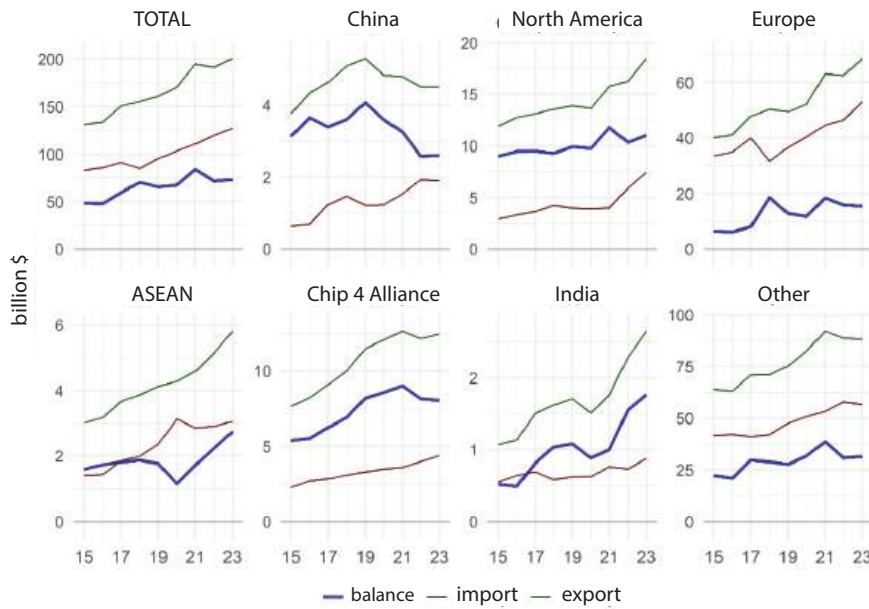 TOTAL China North America Europe
200 150 100 50 0
4 2 0
20 15 10 5 0
60 40 20 0
billion $
ASEAN Chip 4 Alliance India Other
6 4 2 0
10 5 0
2 1 0
100 75 50 25 0
15 17 19 21 23 15 17 19 21 23 15 17 19 21 23 15 17 19 21 23
balance import export